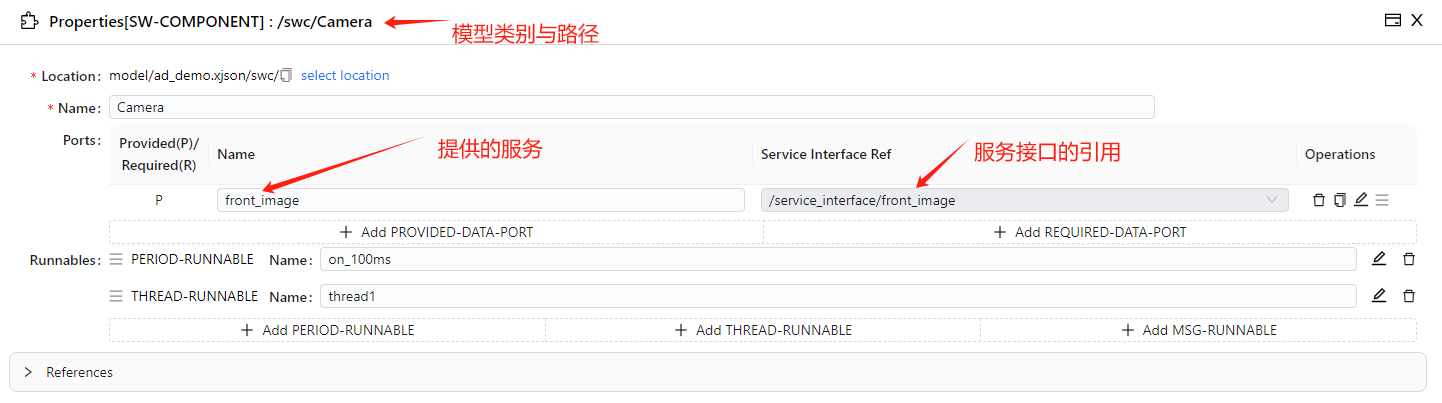 Properties[SW-COMPONENT] : /swc/Camera
模型类别与路径
* Location: model/ad_demo.xjson/swc/ select location
* Name: Camera
Ports: Provided(P)/ Required(R) Name Service Interface Ref Operations
提供的服务 服务接口的引用
P front_image /service_interface/front_image
+ Add PROVIDED-DATA-PORT + Add REQUIRED-DATA-PORT
Runnables: PERIOD-RUNNABLE Name: on_100ms
THREAD-RUNNABLE Name: thread1
+ Add PERIOD-RUNNABLE + Add THREAD-RUNNABLE + Add MSG-RUNNABLE
> References